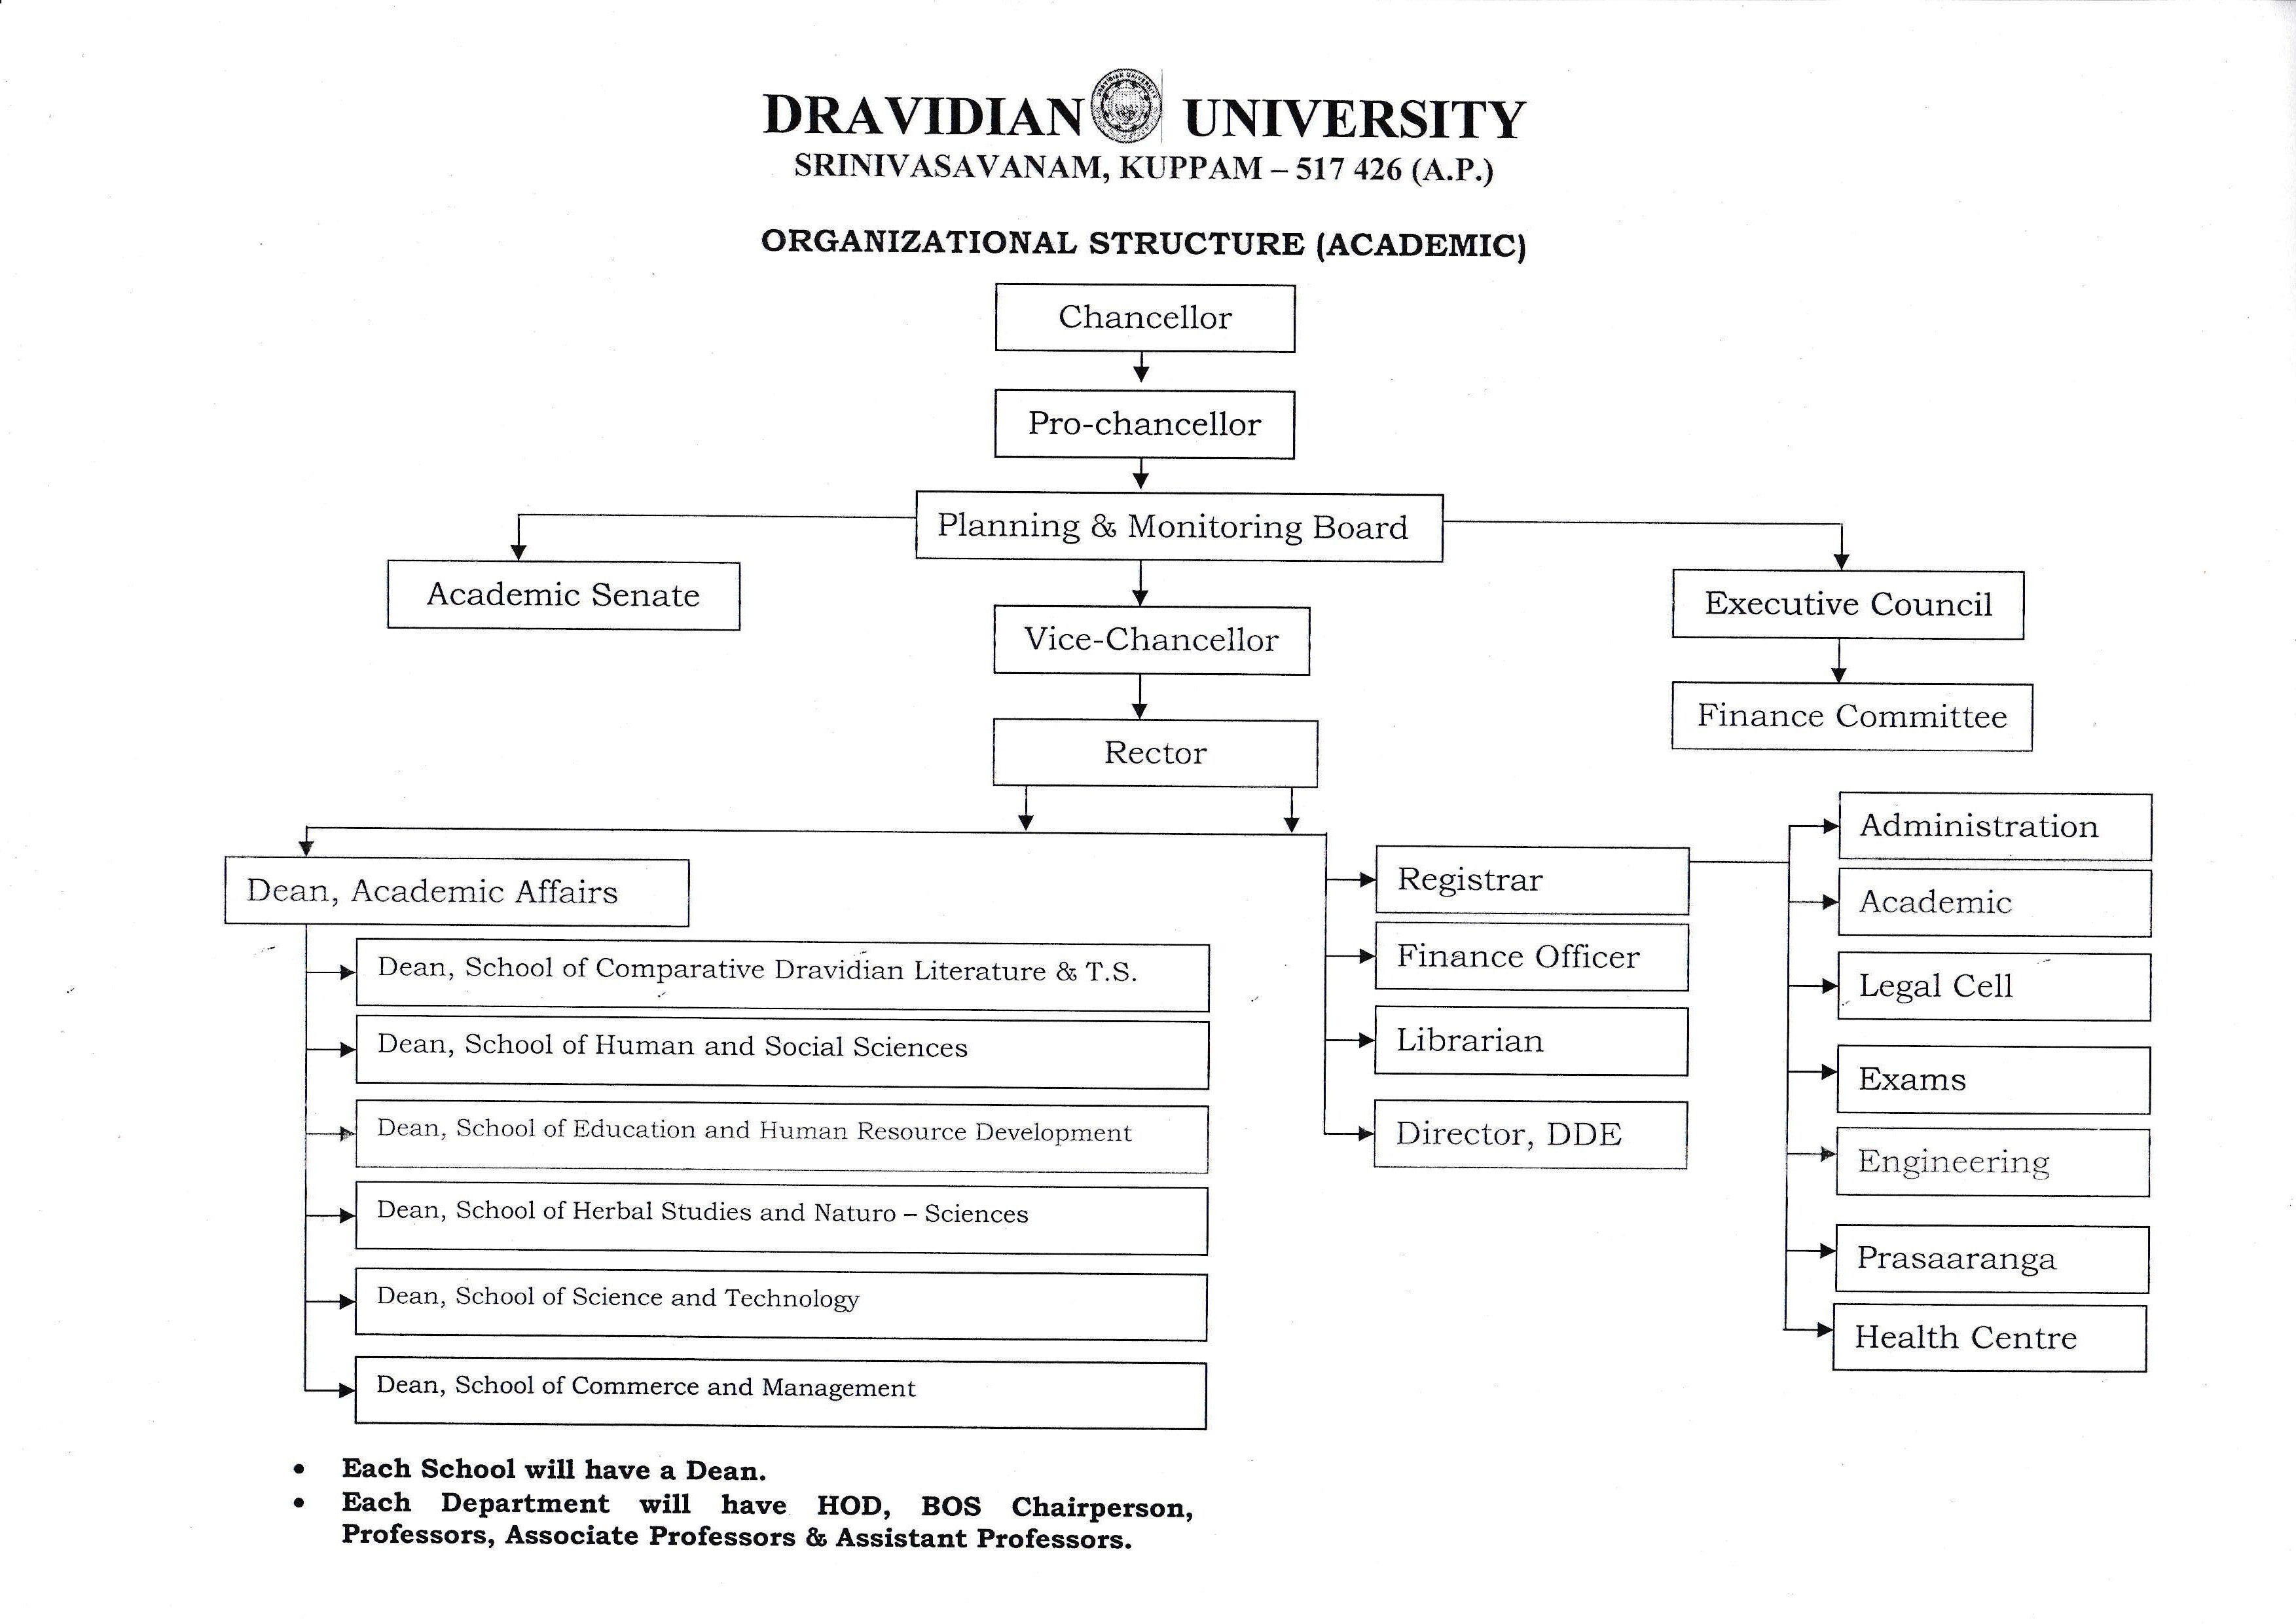 DRAVIDIAN UNIVERSITY
SRINIVASAVANAM, KUPPAM – 517 426 (A.P.)
ORGANIZATIONAL STRUCTURE (ACADEMIC)
Chancellor
Pro-chancellor
Planning & Monitoring Board
Academic Senate
Executive Council
Vice-Chancellor
Finance Committee
Rector
Dean, Academic Affairs
Dean, School of Comparative Dravidian Literature & T.S.
Dean, School of Human and Social Sciences
Dean, School of Education and Human Resource Development
Dean, School of Herbal Studies and Naturo – Sciences
Dean, School of Science and Technology
Dean, School of Commerce and Management
Registrar
Finance Officer
Librarian
Director, DDE
Administration
Academic
Legal Cell
Exams
Engineering
Prasaaranga
Health Centre
• Each School will have a Dean.
• Each Department will have HOD, BOS Chairperson,
Professors, Associate Professors & Assistant Professors.